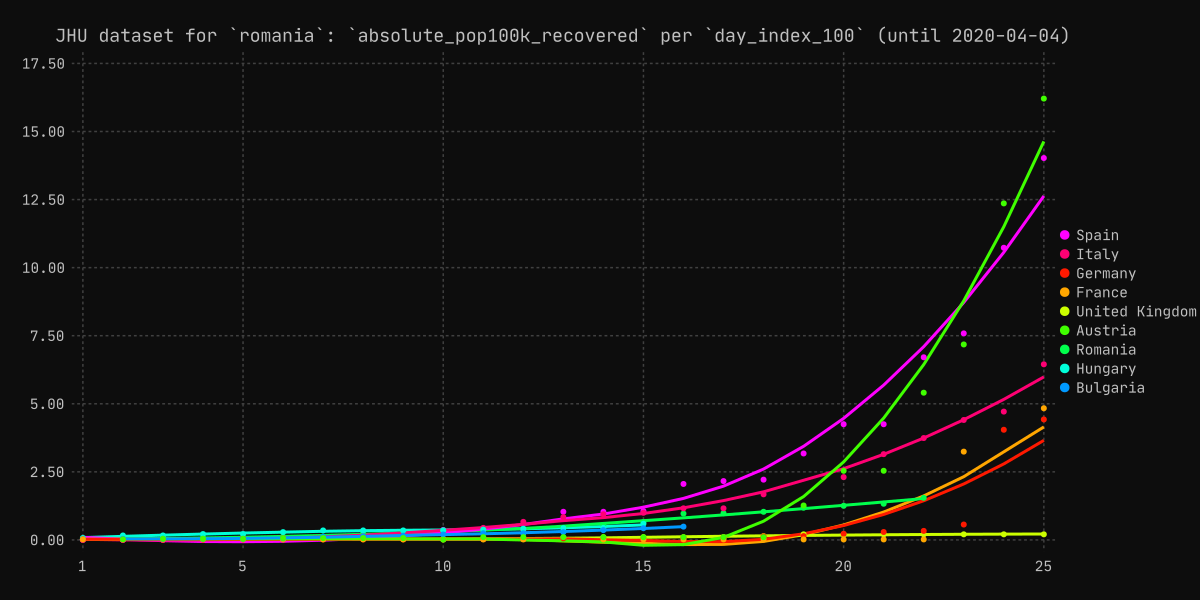 JHU dataset for `romania`: `absolute_pop100k_recovered` per `day_index_100` (until 2020-04-04)
17.50
15.00
12.50
10.00
7.50
5.00
2.50
0.00
1 5 10 15 20 25
Spain
Italy
Germany
France
United Kingdom
Austria
Romania
Hungary
Bulgaria